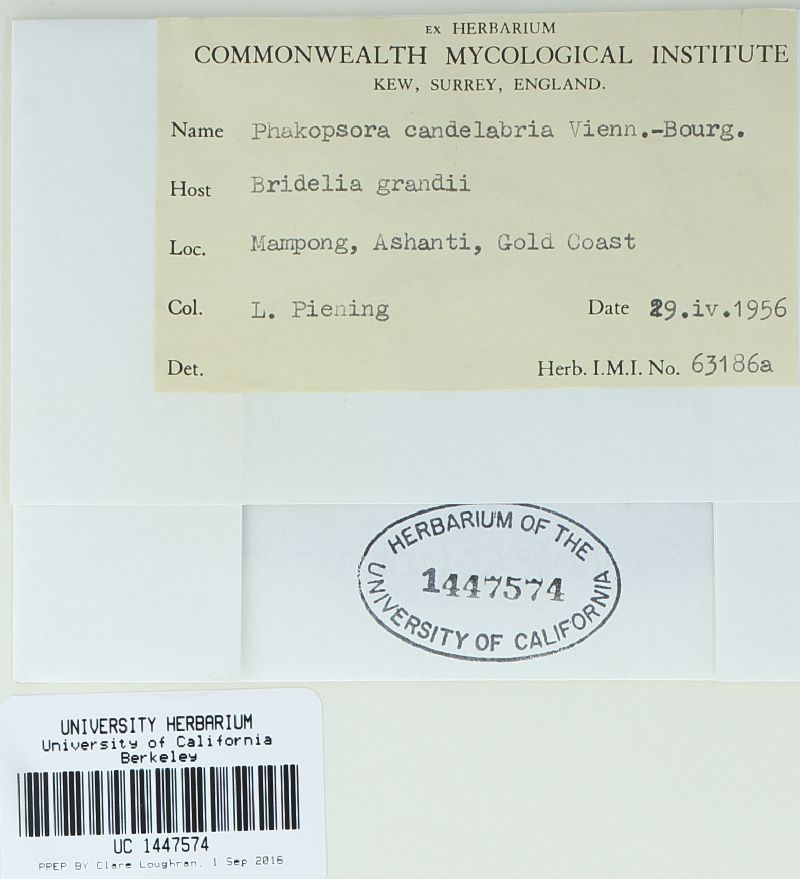 EX HERBARIUM
COMMONWEALTH MYCOLOGICAL INSTITUTE
KEW, SURREY, ENGLAND.
Name Phakopsora candelabria Vienn.-Bourg.
Host Bridelia grandii
Loc. Mampong, Ashanti, Gold Coast
Col. L. Piening Date 29.iv.1956
Det. Herb. I.M.I. No. 63186a
HERBARIUM OF THE
1447574
UNIVERSITY OF CALIFORNIA
UNIVERSITY HERBARIUM
University of California
Berkeley
UC 1447574
PREP BY Clare Loughran, 1 Sep 2016